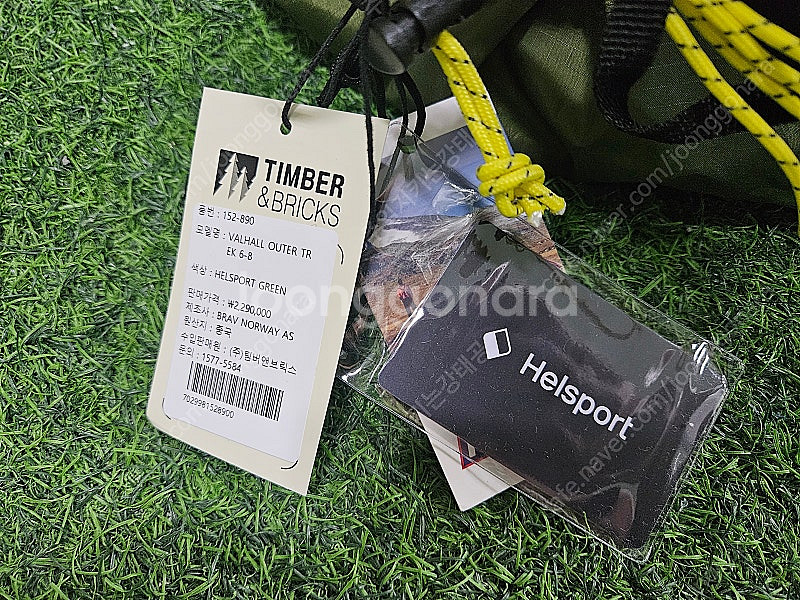 TIMBER
&BRICKS
품번 : 152-890
모델명 : VALHALL OUTER TR
EK 6-8
색상 : HELSPORT GREEN
판매가격 : ₩2,290,000
제조사 : BRAV NORWAY AS
원산지 : 중국
수입판매원 : (주)팀버앤브릭스
문의 : 1577-5584
7029981528900
Helsport
joonggonara